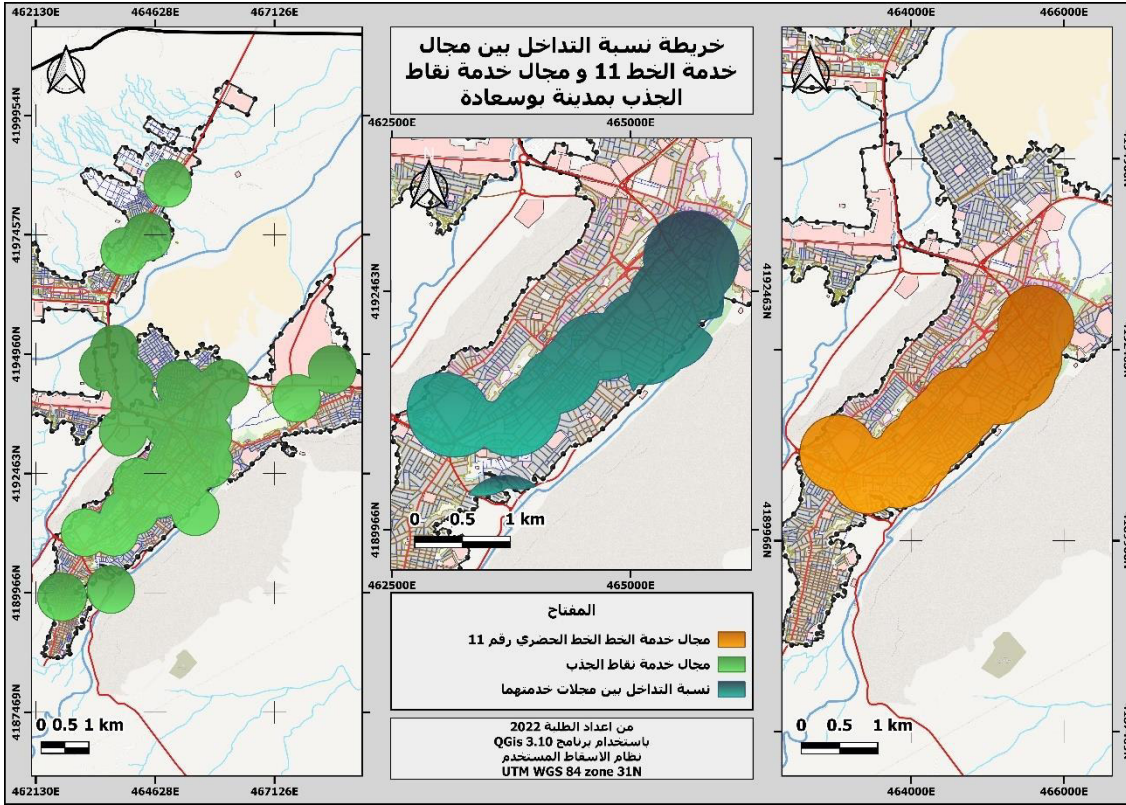 خريطة نسبة التداخل بين مجال
خدمة الخط 11 و مجال خدمة نقاط
الجذب بمدينة بوسعادة
462130E 464628E 467126E
4199954N
4197457N
4194960N
4192463N
4189966N
4187469N
0 0.5 1 km
462130E 464628E 467126E
462500E 465000E
N
4192463N
4189966N
4192463N
4189966N
0 0.5 1 km
462500E 465000E
464000E 466000E
0 0.5 1 km
464000E 466000E
المفتاح
مجال خدمة الخط الخط الحضري رقم 11
مجال خدمة نقاط الجذب
نسبة التداخل بين مجلات خدمتهما
من اعداد الطلبة 2022
باستخدام برنامج QGis 3.10
نظام الاسقاط المستخدم
UTM WGS 84 zone 31N